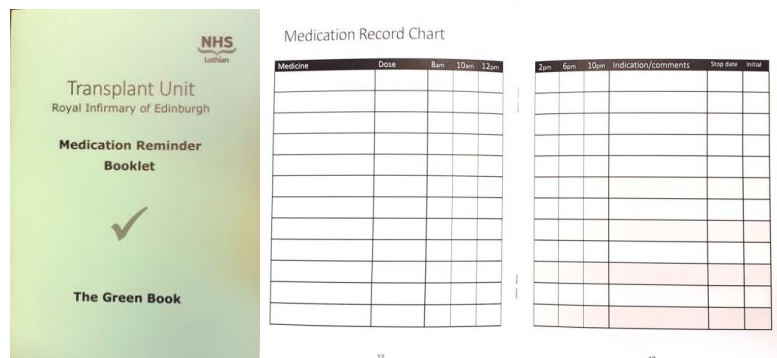 NHS
Lothian
Transplant Unit
Royal Infirmary of Edinburgh
Medication Reminder
Booklet
The Green Book
Medication Record Chart
Medicine Dose 8am 10am 12pm
2pm 6pm 10pm Indication/comments Stop date Initial